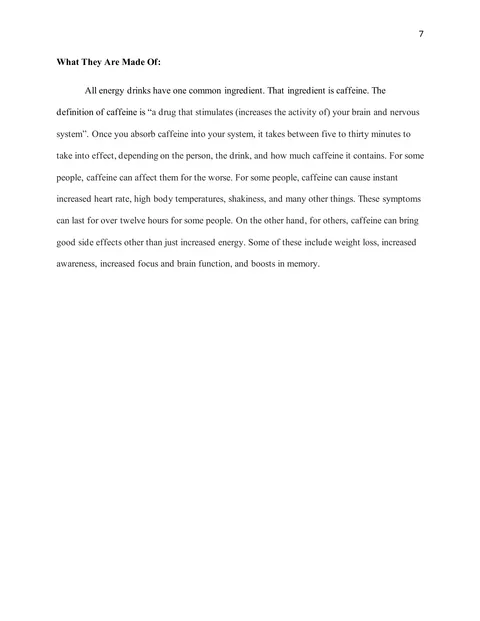 7
What They Are Made Of:
All energy drinks have one common ingredient. That ingredient is caffeine. The
definition of caffeine is “a drug that stimulates (increases the activity of) your brain and nervous
system”. Once you absorb caffeine into your system, it takes between five to thirty minutes to
take into effect, depending on the person, the drink, and how much caffeine it contains. For some
people, caffeine can affect them for the worse. For some people, caffeine can cause instant
increased heart rate, high body temperatures, shakiness, and many other things. These symptoms
can last for over twelve hours for some people. On the other hand, for others, caffeine can bring
good side effects other than just increased energy. Some of these include weight loss, increased
awareness, increased focus and brain function, and boosts in memory.